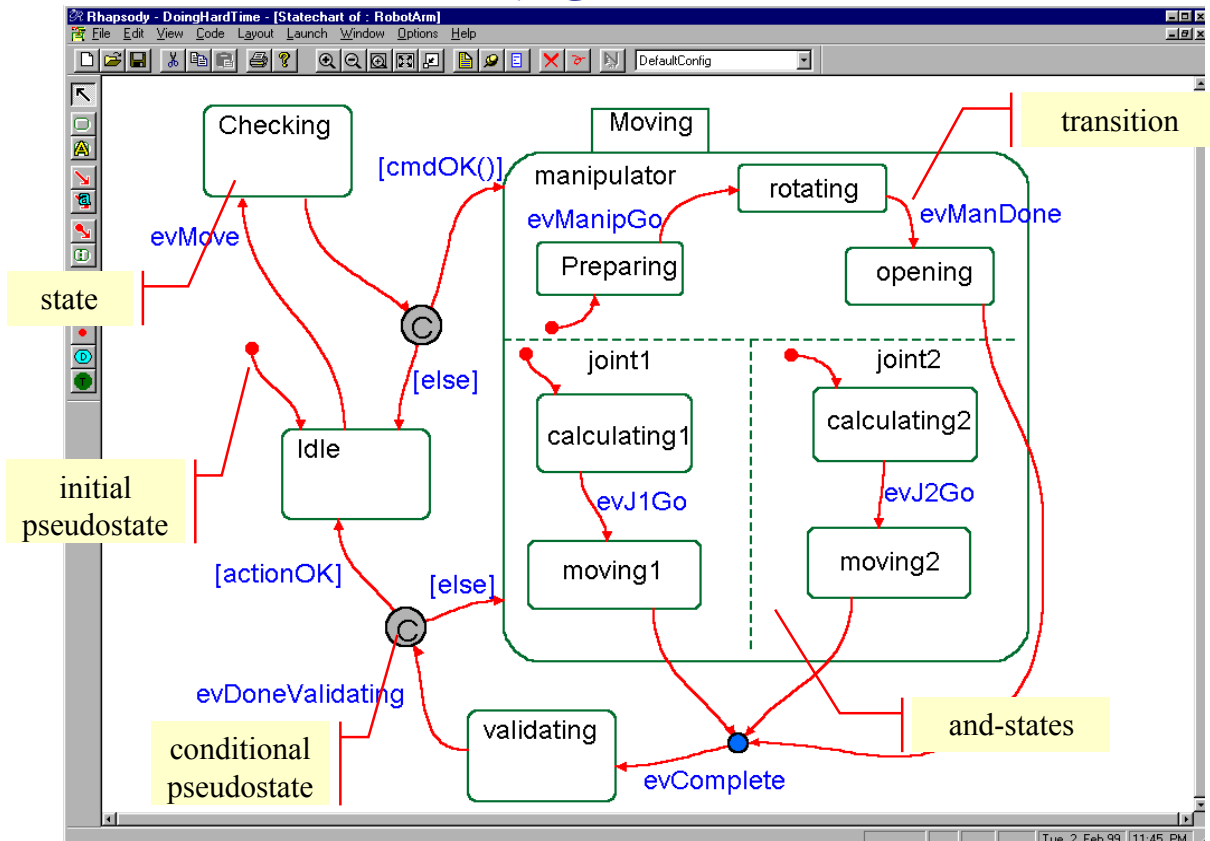 Rhapsody - DoingHardTime - [Statechart of : RobotArm]
File Edit View Code Layout Launch Window Options Help
DefaultConfig
Checking
Moving
transition
[cmdOK()]
manipulator
rotating
evManipGo
evManDone
evMove
Preparing
opening
state
C
joint1
joint2
[else]
calculating1
calculating2
Idle
initial
pseudostate
evJ1Go
evJ2Go
moving1
moving2
[actionOK]
[else]
C
evDoneValidating
validating
and-states
conditional
pseudostate
evComplete
Tue, 2, Feb 99 11:45 PM